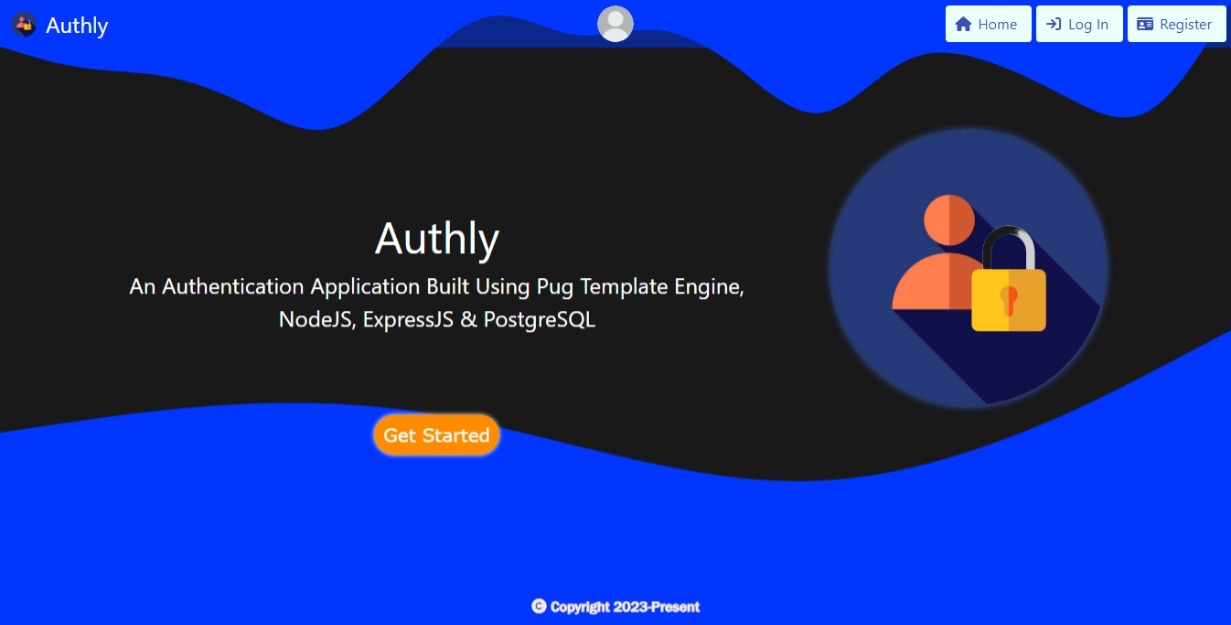 Authly
Home
Log In
Register
Authly
An Authentication Application Built Using Pug Template Engine,
NodeJS, ExpressJS & PostgreSQL
Get Started
© Copyright 2023-Present